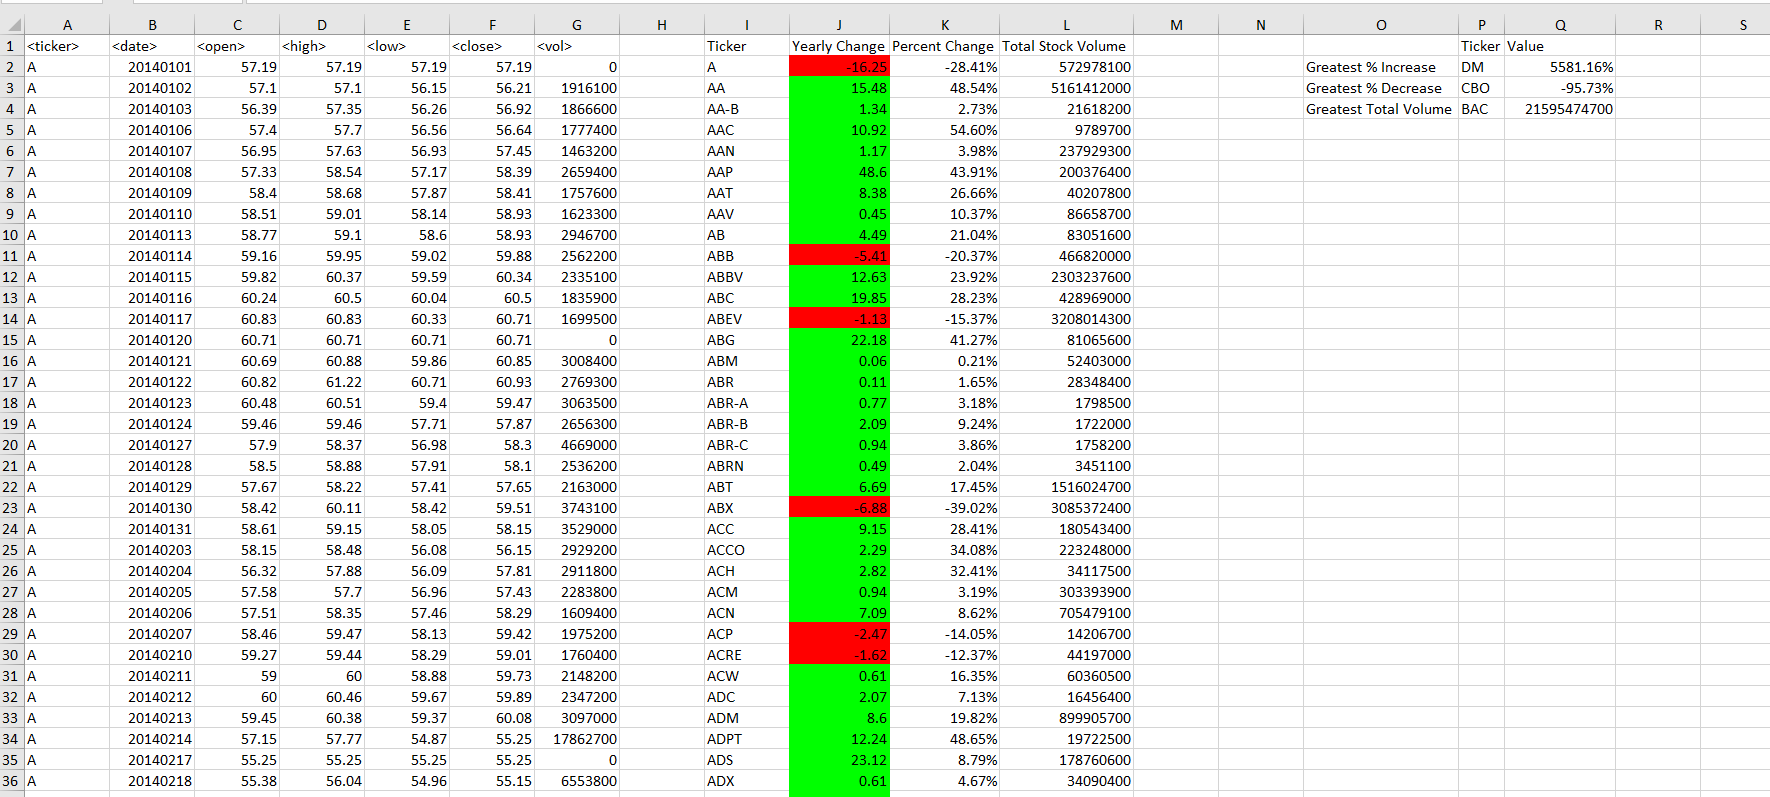 A B C D E F G H I J K L M N O P Q R S
1 <ticker> <date> <open> <high> <low> <close> <vol> Ticker Yearly Change Percent Change Total Stock Volume Ticker Value
2 A 20140101 57.19 57.19 57.19 57.19 0 A -16.25 -28.41% 572978100 Greatest % Increase DM 5581.16%
3 A 20140102 57.1 57.1 56.15 56.21 1916100 AA 15.48 48.54% 5161412000 Greatest % Decrease CBO -95.73%
4 A 20140103 56.39 57.35 56.26 56.92 1866600 AA-B 1.34 2.73% 21618200 Greatest Total Volume BAC 21595474700
5 A 20140106 57.4 57.7 56.56 56.64 1777400 AAC 10.92 54.60% 9789700
6 A 20140107 56.95 57.63 56.93 57.45 1463200 AAN 1.17 3.98% 237929300
7 A 20140108 57.33 58.54 57.17 58.39 2659400 AAP 48.6 43.91% 200376400
8 A 20140109 58.4 58.68 57.87 58.41 1757600 AAT 8.38 26.66% 40207800
9 A 20140110 58.51 59.01 58.14 58.93 1623300 AAV 0.45 10.37% 86658700
10 A 20140113 58.77 59.1 58.6 58.93 2946700 AB 4.49 21.04% 83051600
11 A 20140114 59.16 59.95 59.02 59.88 2562200 ABB -5.41 -20.37% 466820000
12 A 20140115 59.82 60.37 59.59 60.34 2335100 ABBV 12.63 23.92% 2303237600
13 A 20140116 60.24 60.5 60.04 60.5 1835900 ABC 19.85 28.23% 428969000
14 A 20140117 60.83 60.83 60.33 60.71 1699500 ABEV -1.13 -15.37% 3208014300
15 A 20140120 60.71 60.71 60.71 60.71 0 ABG 22.18 41.27% 81065600
16 A 20140121 60.69 60.88 59.86 60.85 3008400 ABM 0.06 0.21% 52403000
17 A 20140122 60.82 61.22 60.71 60.93 2769300 ABR 0.11 1.65% 28348400
18 A 20140123 60.48 60.51 59.4 59.47 3063500 ABR-A 0.77 3.18% 1798500
19 A 20140124 59.46 59.46 57.71 57.87 2656300 ABR-B 2.09 9.24% 1722000
20 A 20140127 57.9 58.37 56.98 58.3 4669000 ABR-C 0.94 3.86% 1758200
21 A 20140128 58.5 58.88 57.91 58.1 2536200 ABRN 0.49 2.04% 3451100
22 A 20140129 57.67 58.22 57.41 57.65 2163000 ABT 6.69 17.45% 1516024700
23 A 20140130 58.42 60.11 58.42 59.51 3743100 ABX -6.88 -39.02% 3085372400
24 A 20140131 58.61 59.15 58.05 58.15 3529000 ACC 9.15 28.41% 180543400
25 A 20140203 58.15 58.48 56.08 56.15 2929200 ACCO 2.29 34.08% 223248000
26 A 20140204 56.32 57.88 56.09 57.81 2911800 ACH 2.82 32.41% 34117500
27 A 20140205 57.58 57.7 56.96 57.43 2283800 ACM 0.94 3.19% 303393900
28 A 20140206 57.51 58.35 57.46 58.29 1609400 ACN 7.09 8.62% 705479100
29 A 20140207 58.46 59.47 58.13 59.42 1975200 ACP -2.47 -14.05% 14206700
30 A 20140210 59.27 59.44 58.29 59.01 1760400 ACRE -1.62 -12.37% 44197000
31 A 20140211 59 60 58.88 59.73 2148200 ACW 0.61 16.35% 60360500
32 A 20140212 60 60.46 59.67 59.89 2347200 ADC 2.07 7.13% 16456400
33 A 20140213 59.45 60.38 59.37 60.08 3097000 ADM 8.6 19.82% 899905700
34 A 20140214 57.15 57.77 54.87 55.25 17862700 ADPT 12.24 48.65% 19722500
35 A 20140217 55.25 55.25 55.25 55.25 0 ADS 23.12 8.79% 178760600
36 A 20140218 55.38 56.04 54.96 55.15 6553800 ADX 0.61 4.67% 34090400